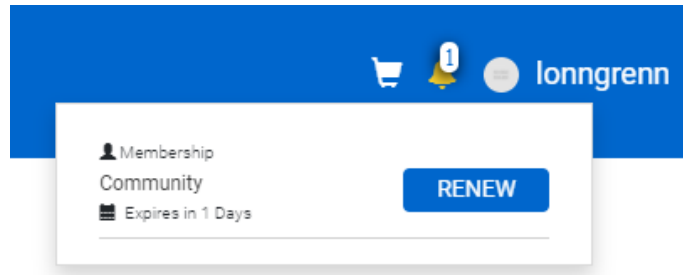 1
lonngrenn
Membership
Community
RENEW
Expires in 1 Days